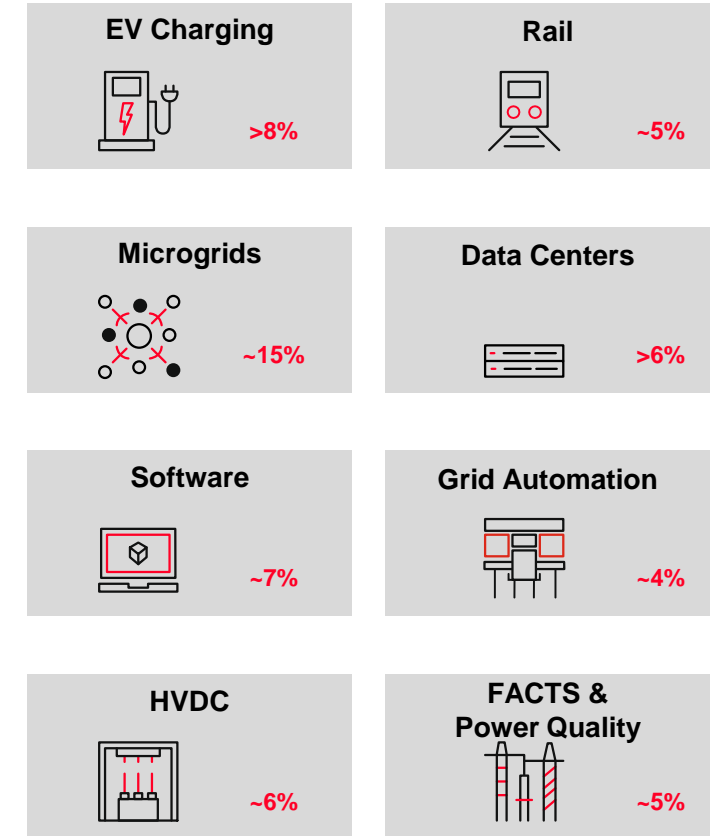 EV Charging
>8%
Rail
~5%
Microgrids
~15%
Data Centers
>6%
Software
~7%
Grid Automation
~4%
HVDC
~6%
FACTS &
Power Quality
~5%